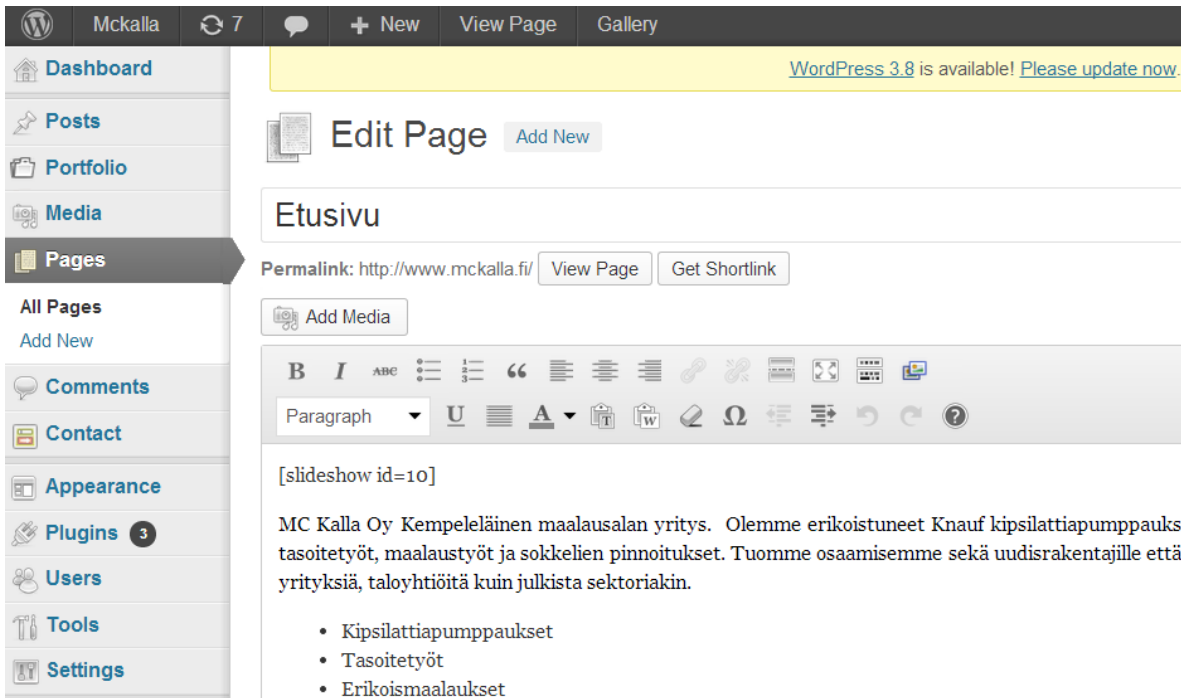 Mckalla 7 New View Page Gallery
WordPress 3.8 is available! Please update now.
Dashboard
Posts
Portfolio
Media
Pages
All Pages
Add New
Comments
Contact
Appearance
Plugins 3
Users
Tools
Settings
Edit Page Add New
Etusivu
Permalink: http://www.mckalla.fi/ View Page Get Shortlink
Add Media
B I ABC
Paragraph U A T W Ω ?
[slideshow id=10]
MC Kalla Oy Kempeleläinen maalausalan yritys. Olemme erikoistuneet Knauf kipsilattiapumppauks
tasoitetyöt, maalaustyöt ja sokkelien pinnoitukset. Tuomme osaamisemme sekä uudisrakentajille että
yrityksiä, taloyhtiöitä kuin julkista sektoriakin.
• Kipsilattiapumppaukset
• Tasoitetyöt
• Erikoismaalaukset